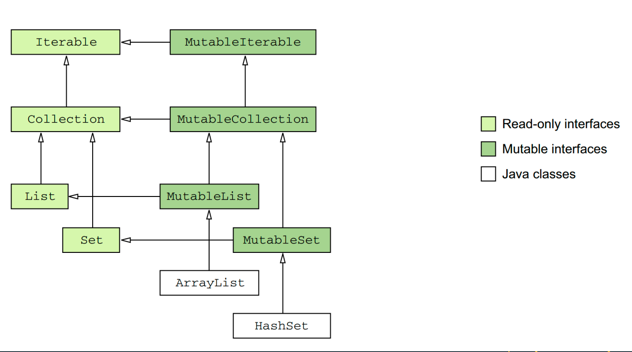 Iterable
MutableIterable
Collection
MutableCollection
List
MutableList
Set
MutableSet
ArrayList
HashSet
Read-only interfaces
Mutable interfaces
Java classes